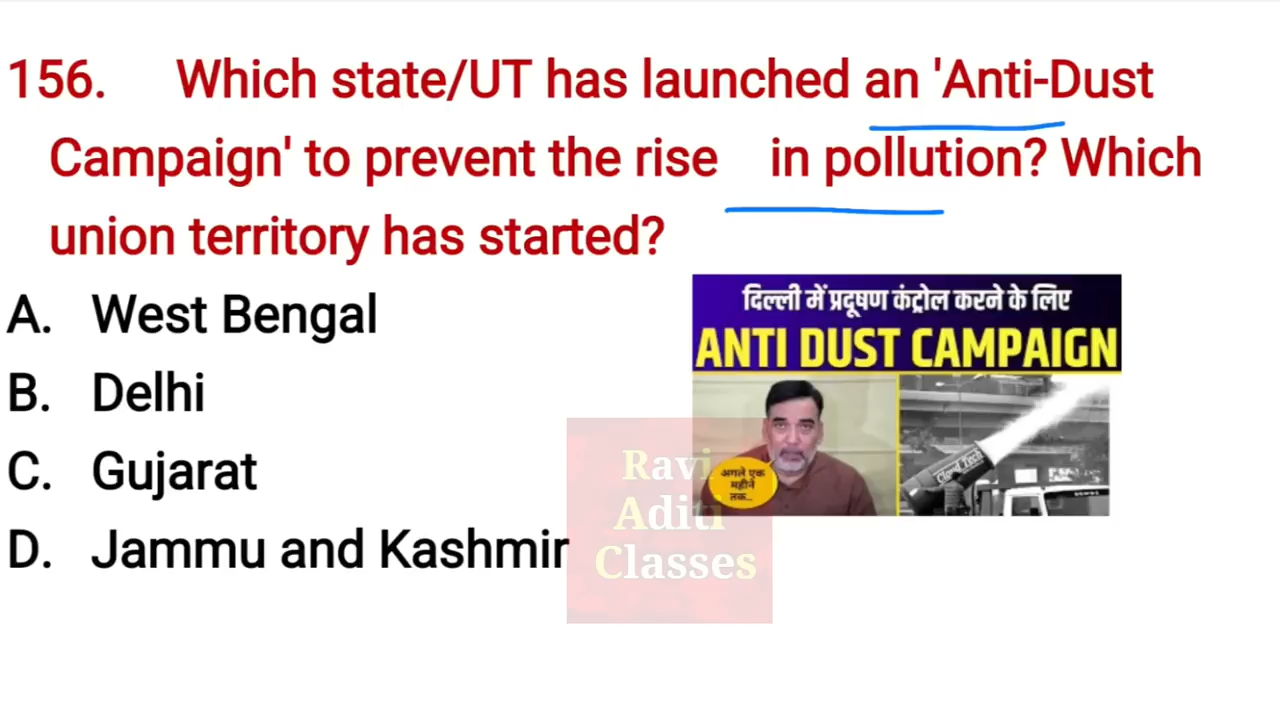 156. Which state/UT has launched an 'Anti-Dust
Campaign' to prevent the rise in pollution? Which
union territory has started?
A. West Bengal
B. Delhi
C. Gujarat
D. Jammu and Kashmir
दिल्ली में प्रदूषण कंट्रोल करने के लिए
ANTI DUST CAMPAIGN
अगले एक
महीने
तक...
Cloud Tech
Ravi
Aditi
Classes